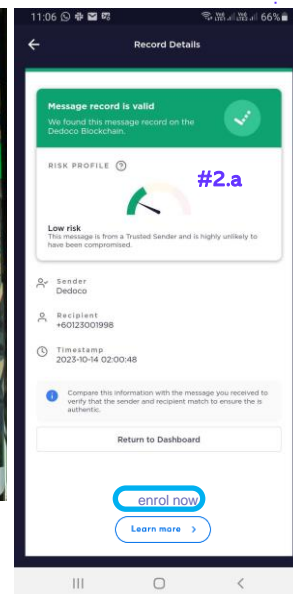 11:06
66%
Record Details
Message record is valid
We found this message record on the
Dedoco Blockchain.
RISK PROFILE ?
#2.a
Low risk
This message is from a Trusted Sender and is highly unlikely to
have been compromised.
Sender
Dedoco
Recipient
+60123001998
Timestamp
2023-10-14 02:00:48
Compare this information with the message you received to
verify that the sender and recipient match to ensure the is
authentic.
Return to Dashboard
enrol now
Learn more >